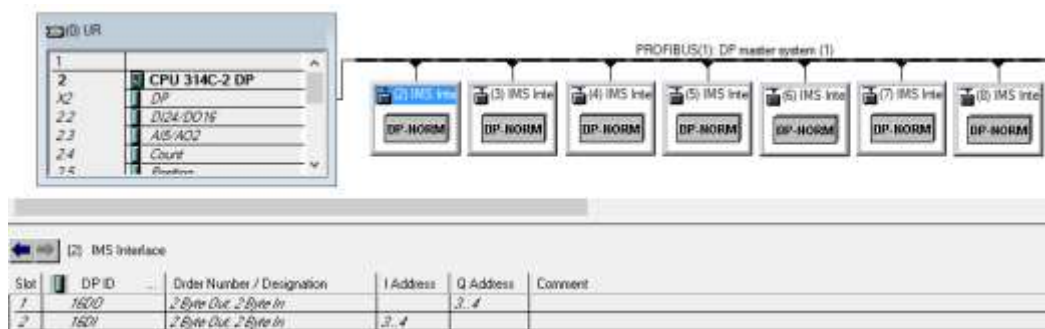 (0) UR
1
2 CPU 314C-2 DP
X2 DP
2.2 DI24/DO16
2.3 AI5/AO2
2.4 Count
2.5 Position
PROFIBUS(1): DP master system (1)
(2) IMS Inte (3) IMS Inte (4) IMS Inte (5) IMS Inte (6) IMS Inte (7) IMS Inte (8) IMS Inte
DP-NORM DP-NORM DP-NORM DP-NORM DP-NORM DP-NORM DP-NORM
(2) IMS Interface
Slot DP ID ... Order Number / Designation I Address Q Address Comment
1 16DO 2 Byte Out, 2 Byte In 3..4
2 16DI 2 Byte Out, 2 Byte In 3..4